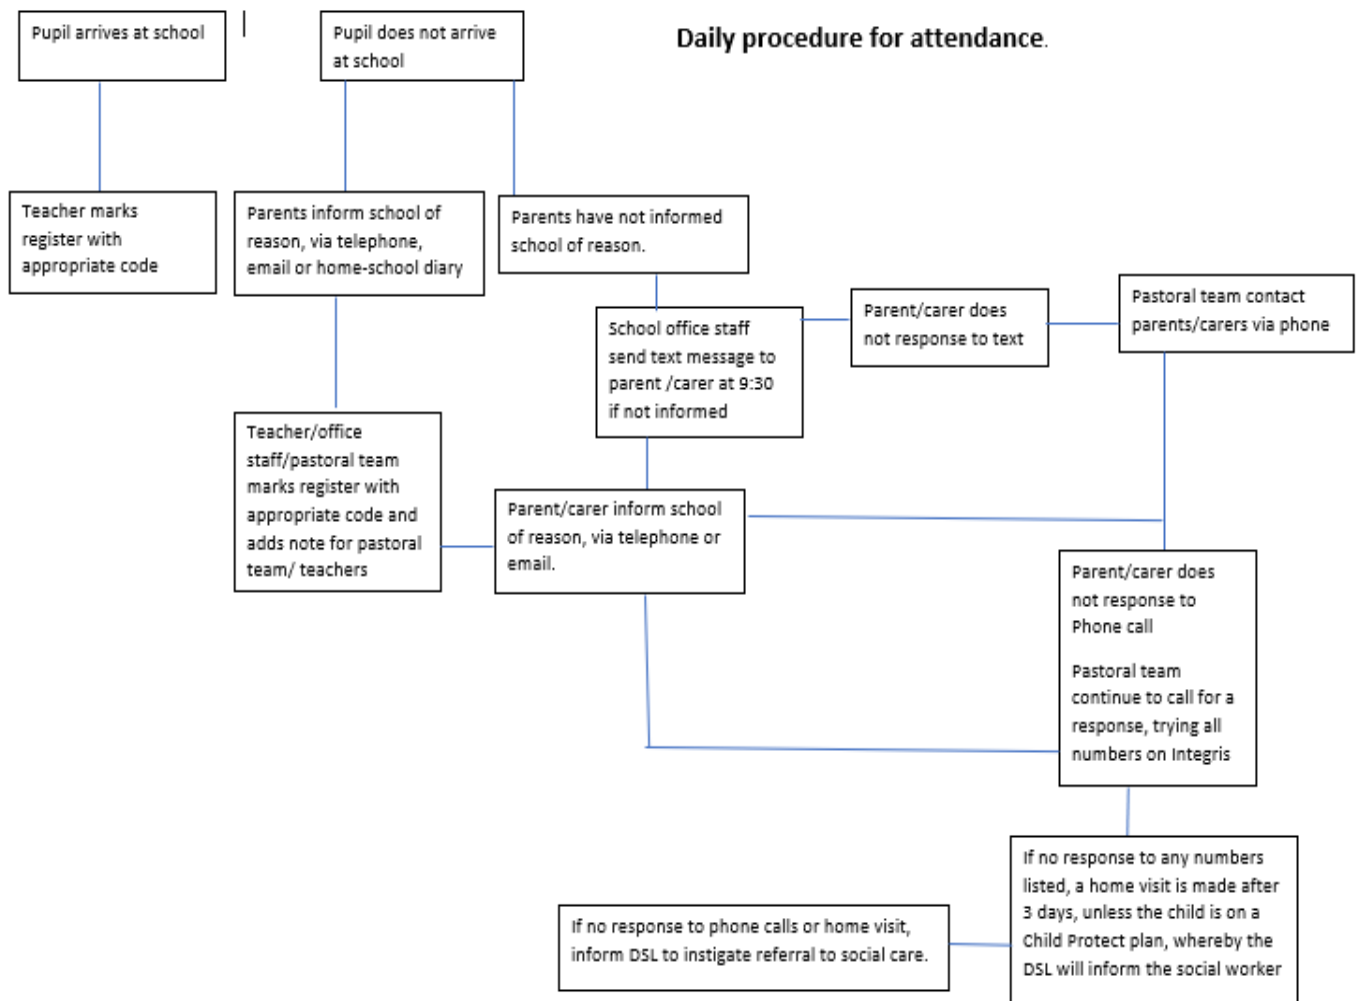 Pupil arrives at school
Pupil does not arrive
at school
Daily procedure for attendance.
Teacher marks
register with
appropriate code
Parents inform school of
reason, via telephone,
email or home-school diary
Parents have not informed
school of reason.
School office staff
send text message to
parent /carer at 9:30
if not informed
Parent/carer does
not response to text
Pastoral team contact
parents/carers via phone
Teacher/office
staff/pastoral team
marks register with
appropriate code and
adds note for pastoral
team/ teachers
Parent/carer inform school
of reason, via telephone or
email.
Parent/carer does
not response to
Phone call
Pastoral team
continue to call for a
response, trying all
numbers on Integris
If no response to any numbers
listed, a home visit is made after
3 days, unless the child is on a
Child Protect plan, whereby the
DSL will inform the social worker
If no response to phone calls or home visit,
inform DSL to instigate referral to social care.